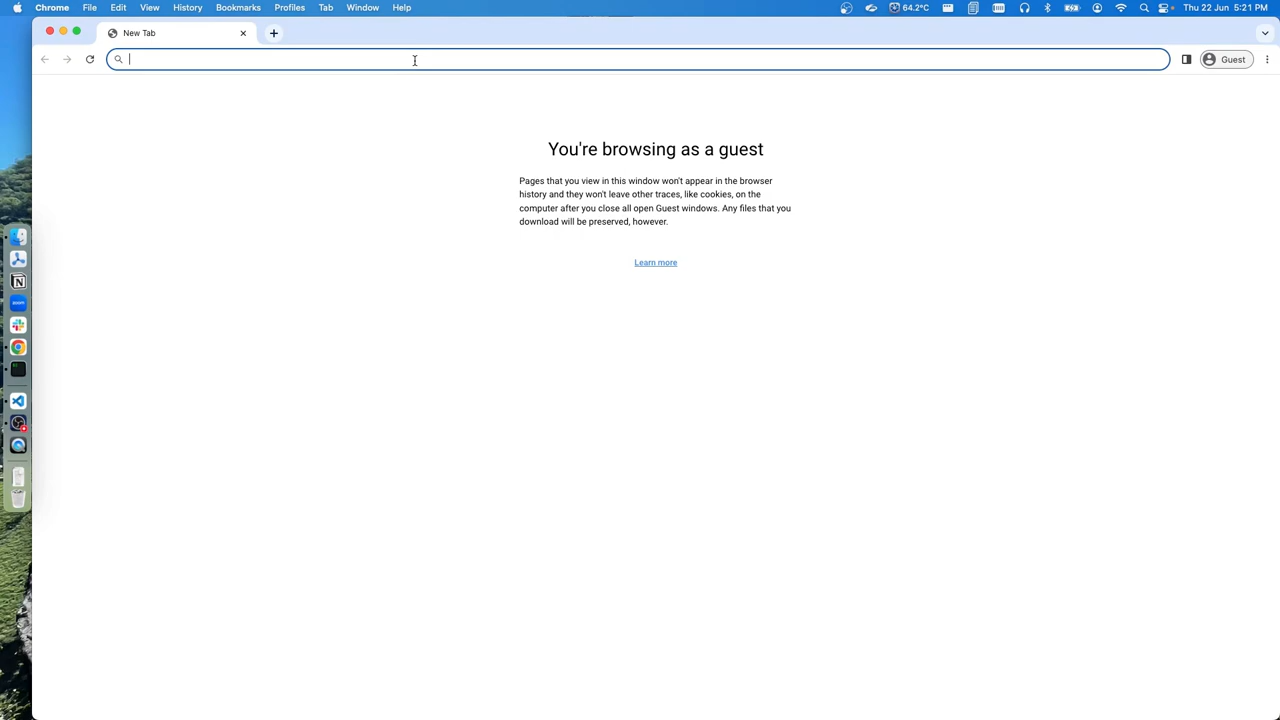 Chrome File Edit View History Bookmarks Profiles Tab Window Help 64.2°C Thu 22 Jun 5:21 PM
New Tab
Guest
You're browsing as a guest
Pages that you view in this window won't appear in the browser
history and they won't leave other traces, like cookies, on the
computer after you close all open Guest windows. Any files that you
download will be preserved, however.
Learn more
zoom